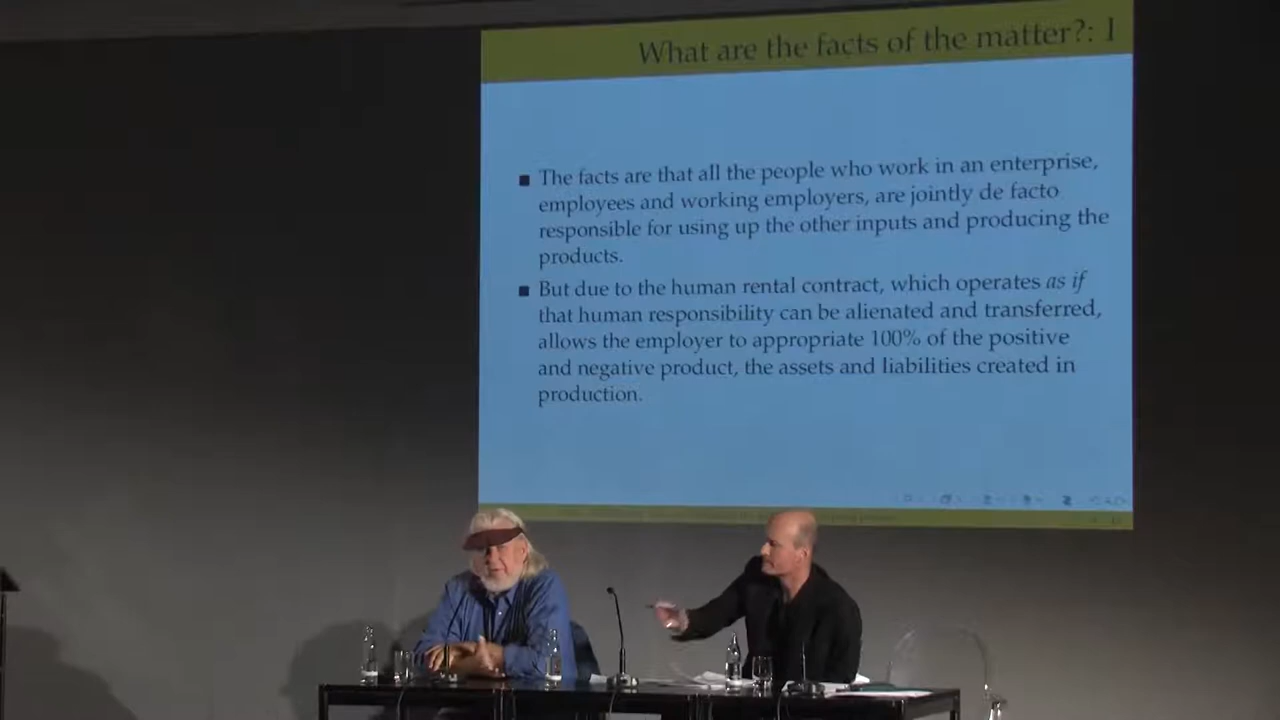 What are the facts of the matter?: I
The facts are that all the people who work in an enterprise,
employees and working employers, are jointly de facto
responsible for using up the other inputs and producing the
products.
But due to the human rental contract, which operates as if
that human responsibility can be alienated and transferred,
allows the employer to appropriate 100% of the positive
and negative product, the assets and liabilities created in
production.